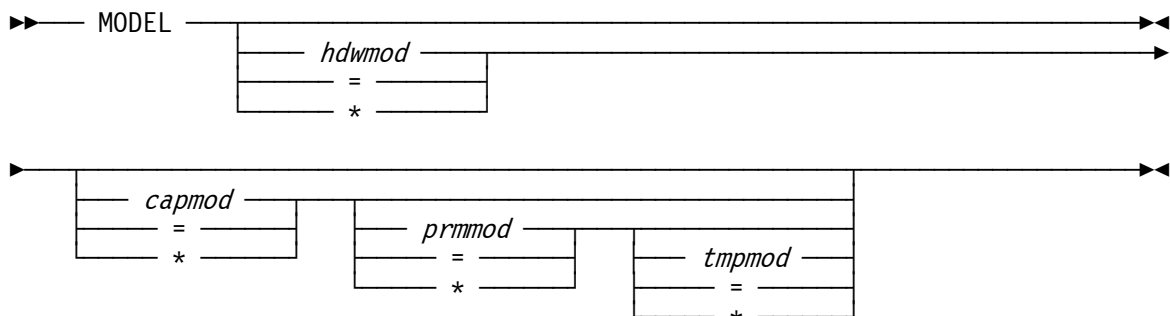 MODEL
hdwmod
=
*
capmod
=
*
prmmod
=
*
tmpmod
=
*